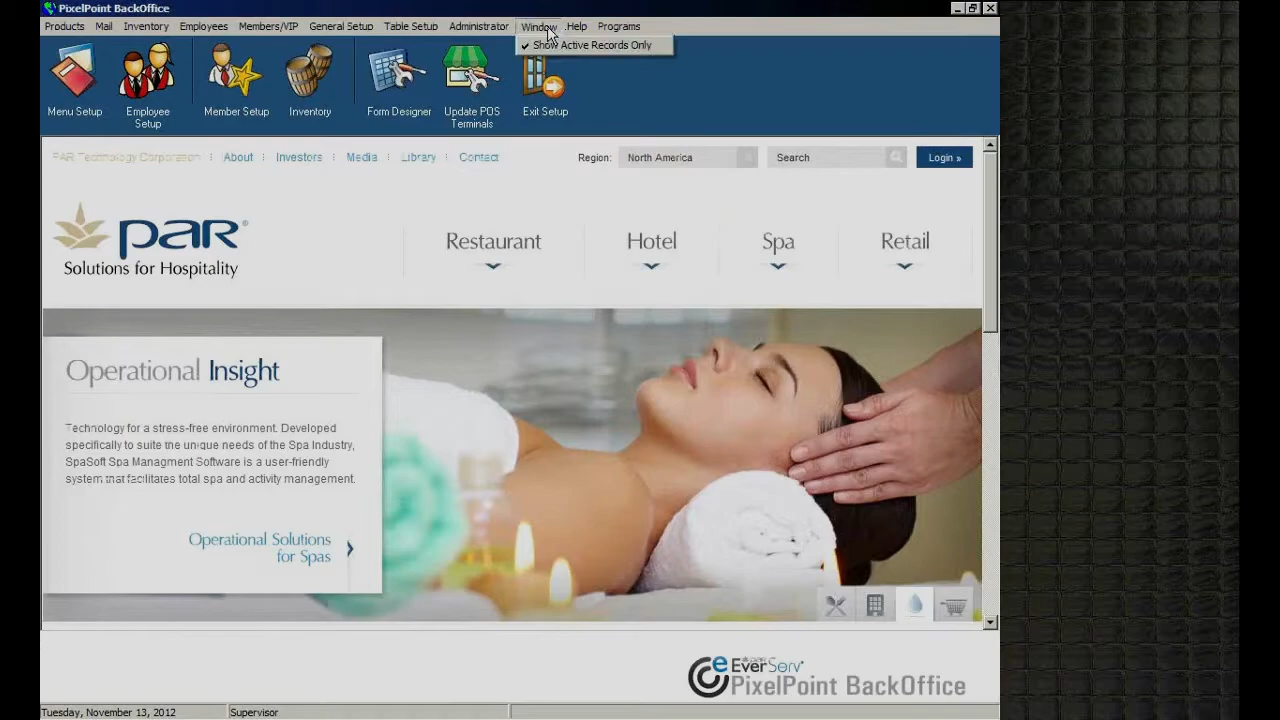 PixelPoint BackOffice
Products Mail Inventory Employees Members/VIP General Setup Table Setup Administrator Window Help Programs
Show Active Records Only
Menu Setup
Employee Setup
Member Setup
Inventory
Form Designer
Update POS Terminals
Exit Setup
PAR Technology Corporation About Investors Media Library Contact Region: North America Search Login »
par®
Solutions for Hospitality
Restaurant Hotel Spa Retail
Operational Insight
Technology for a stress-free environment. Developed
specifically to suite the unique needs of the Spa Industry,
SpaSoft Spa Managment Software is a user-friendly
system that facilitates total spa and activity management.
Operational Solutions
for Spas
EverServ
PixelPoint BackOffice
Tuesday, November 13, 2012 Supervisor